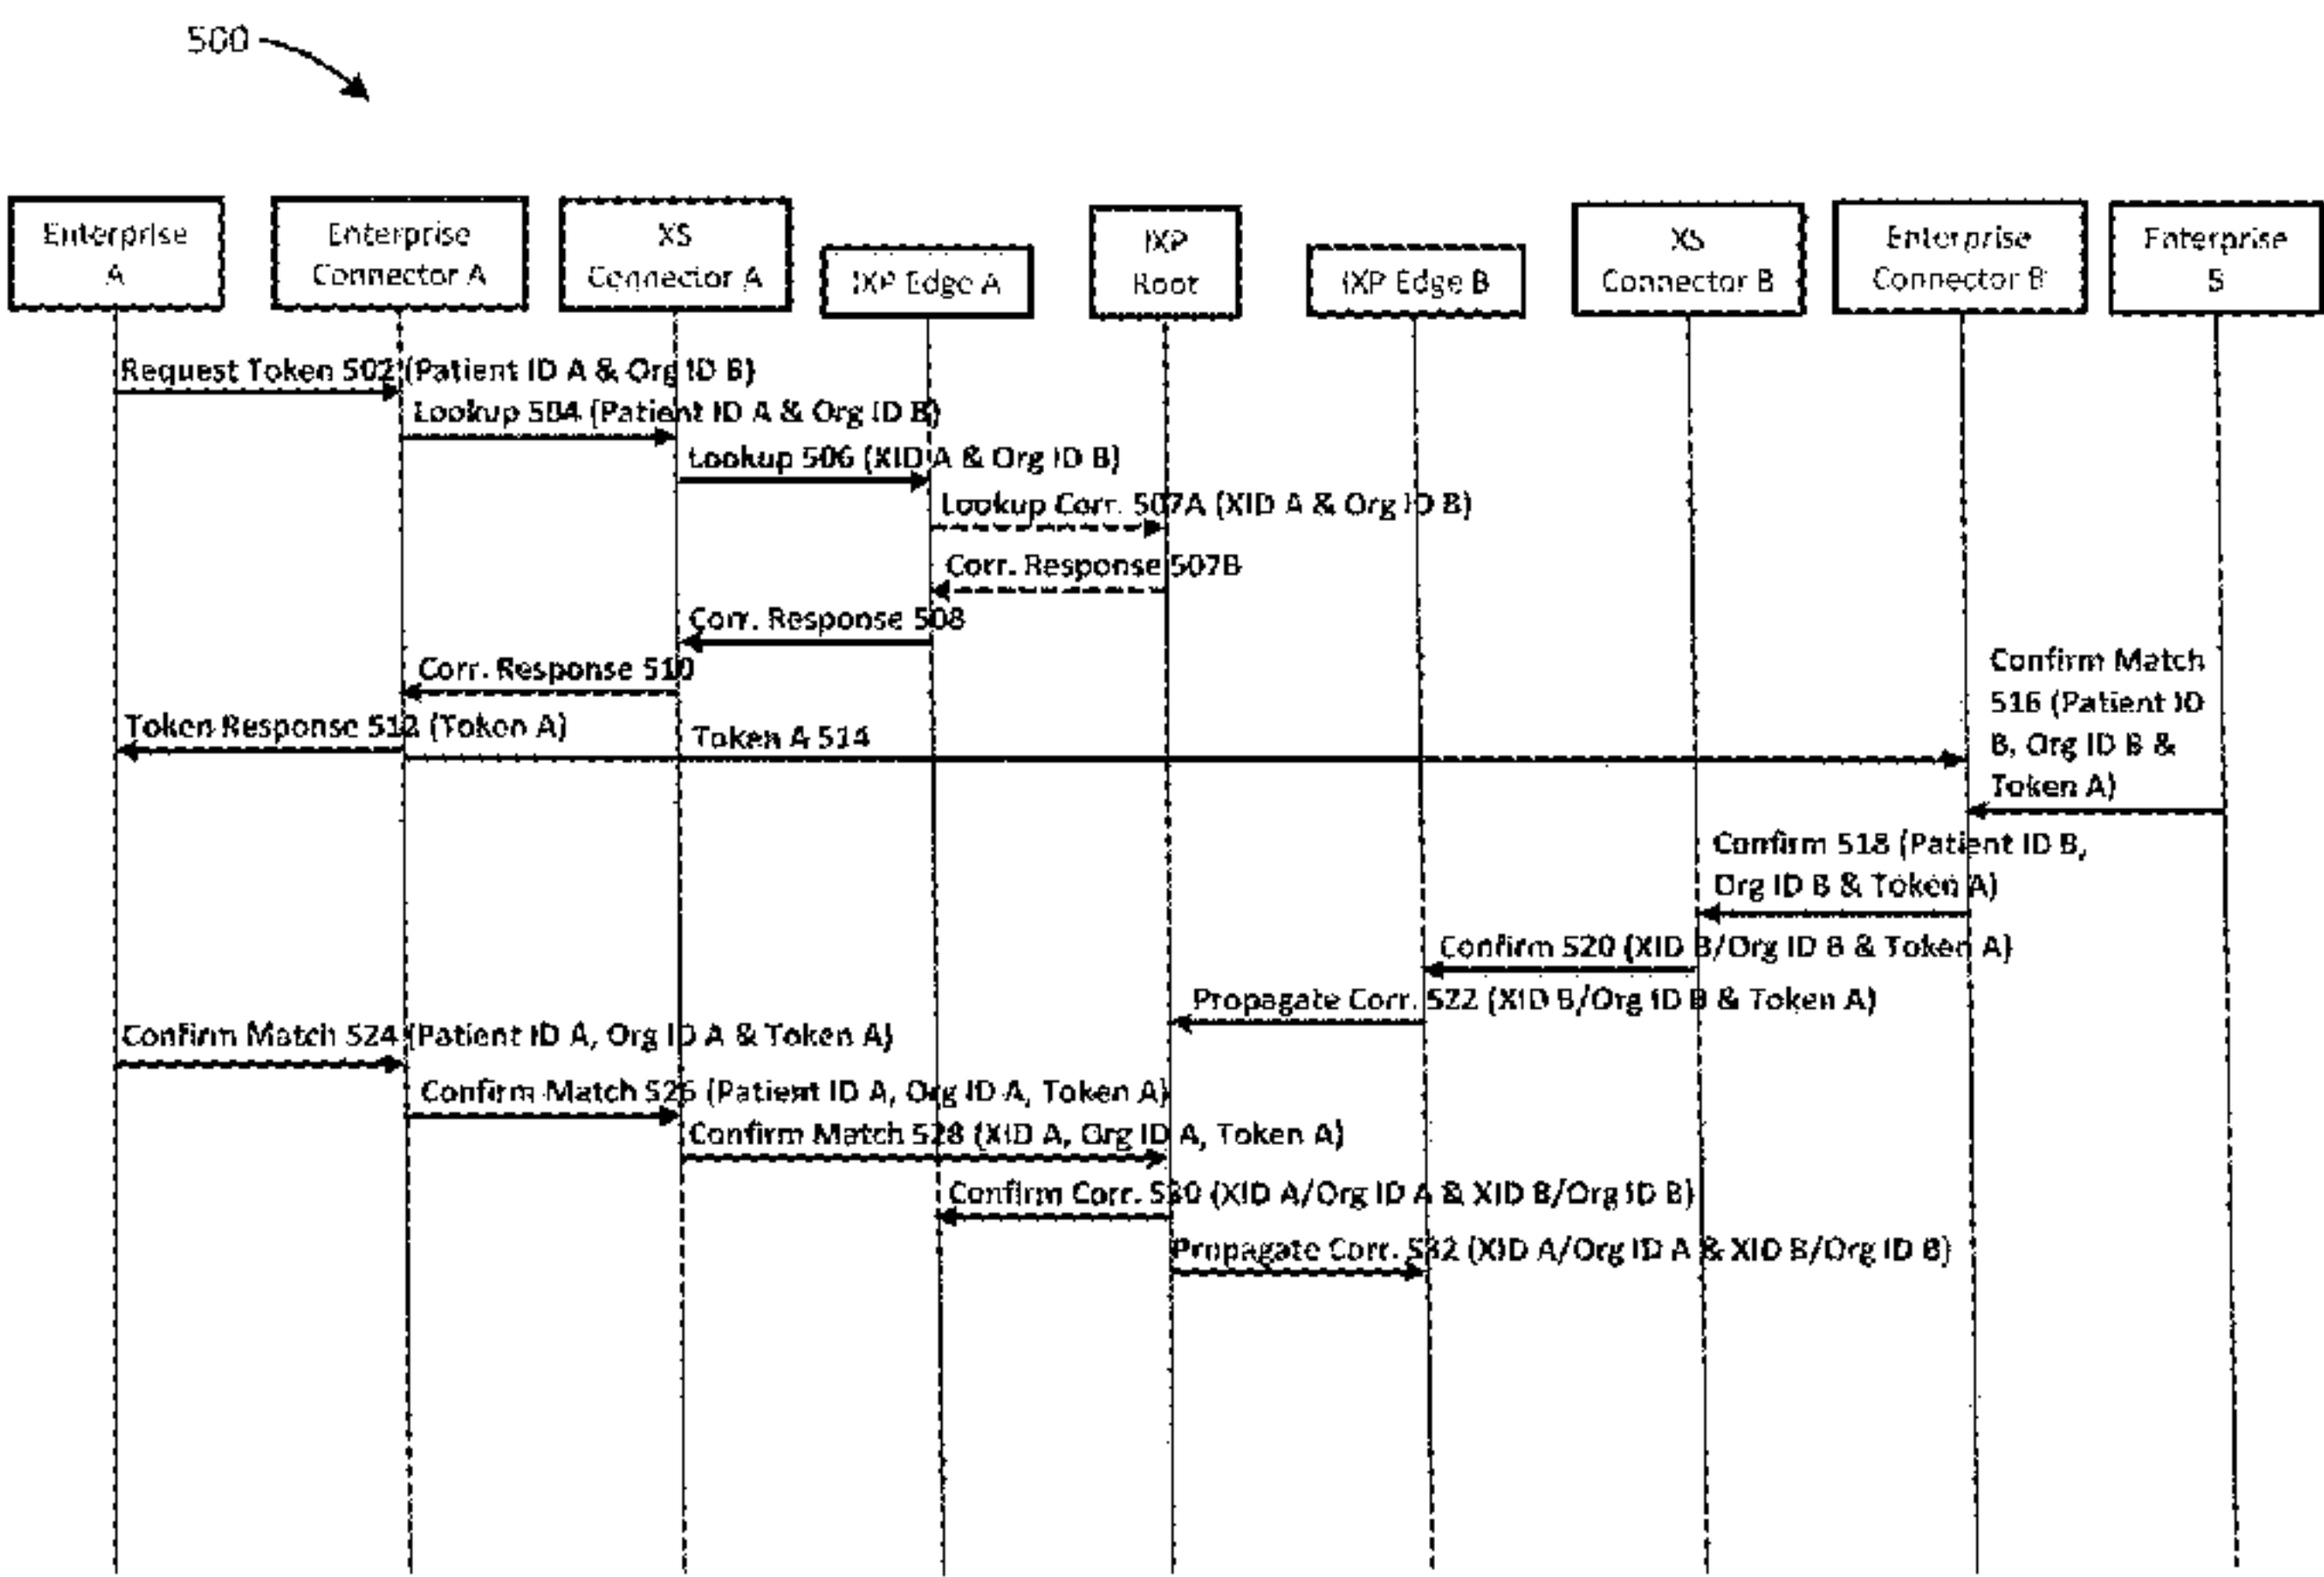 500
Enterprise
A
Enterprise
Connector A
XS
Connector A
IXP Edge A
IXP
Root
IXP Edge B
XS
Connector B
Enterprise
Connector B
Enterprise
Request Token 502 (Patient ID A & Org ID B)
Lookup 504 (Patient ID A & Org ID B)
Lookup 506 (XID A & Org ID B)
Lookup Corr. 507A (XID A & Org ID B)
Corr. Response 507B
Corr. Response 508
Corr. Response 510
Token Response 512 (Token A)
Token A 514
Confirm Match
516 (Patient ID
B, Org ID B &
Token A)
Confirm 518 (Patient ID B,
Org ID B & Token A)
Confirm 520 (XID B/Org ID B & Token A)
Propagate Corr. 522 (XID B/Org ID B & Token A)
Confirm Match 524 (Patient ID A, Org ID A & Token A)
Confirm Match 526 (Patient ID A, Org ID A, Token A)
Confirm Match 528 (XID A, Org ID A, Token A)
Confirm Corr. 530 (XID A/Org ID A & XID B/Org ID B)
Propagate Corr. 532 (XID A/Org ID A & XID B/Org ID B)